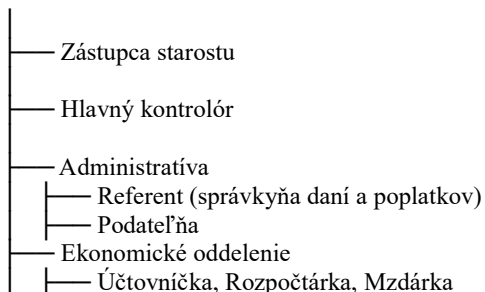 Zástupca starostu
Hlavný kontrolór
Administratíva
Referent (správkyňa daní a poplatkov)
Podateľňa
Ekonomické oddelenie
Účtovníčka, Rozpočtárka, Mzdárka